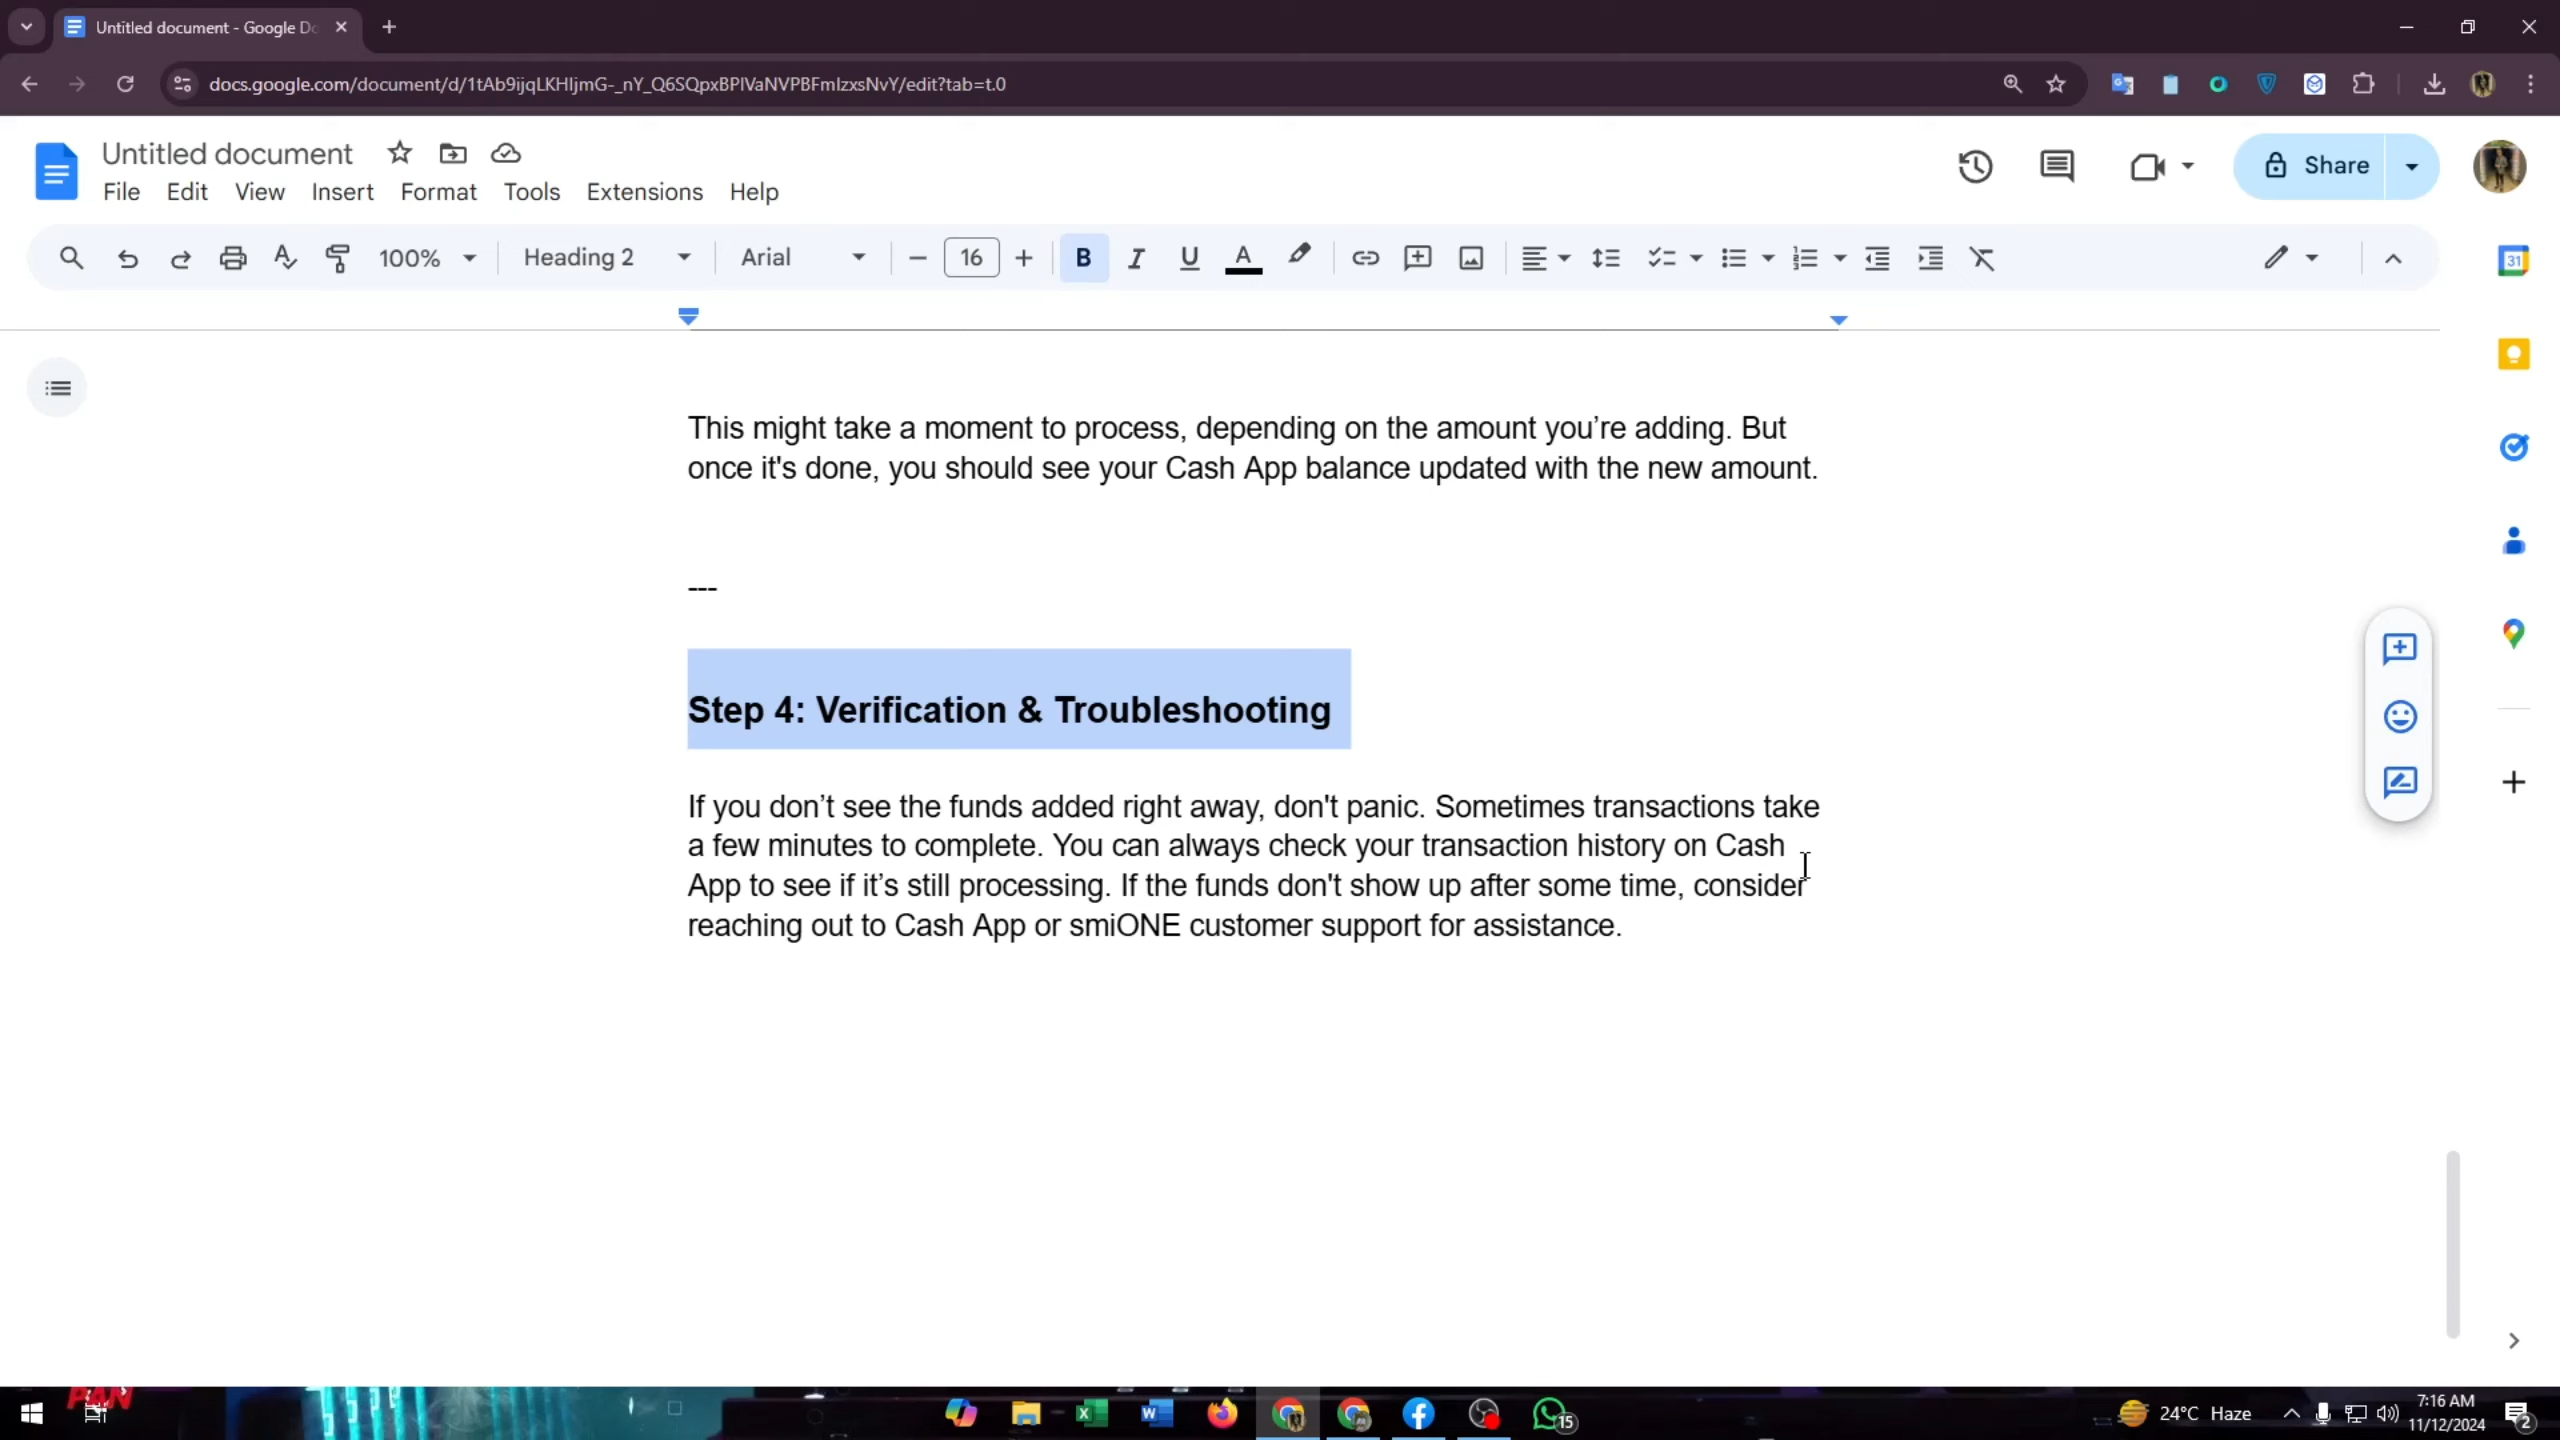 Untitled document - Google Do
docs.google.com/document/d/1tAb9ijqLKHIjmG-_nY_Q6SQpxBPlVaNVPBFmIzxsNvY/edit?tab=t.0
Untitled document
File Edit View Insert Format Tools Extensions Help
Share
100% Heading 2 Arial 16 B I U A
31
This might take a moment to process, depending on the amount you’re adding. But
once it's done, you should see your Cash App balance updated with the new amount.
---
Step 4: Verification & Troubleshooting
If you don’t see the funds added right away, don't panic. Sometimes transactions take
a few minutes to complete. You can always check your transaction history on Cash
App to see if it’s still processing. If the funds don't show up after some time, consider
reaching out to Cash App or smiONE customer support for assistance.
15
24°C Haze
7:16 AM
11/12/2024
2